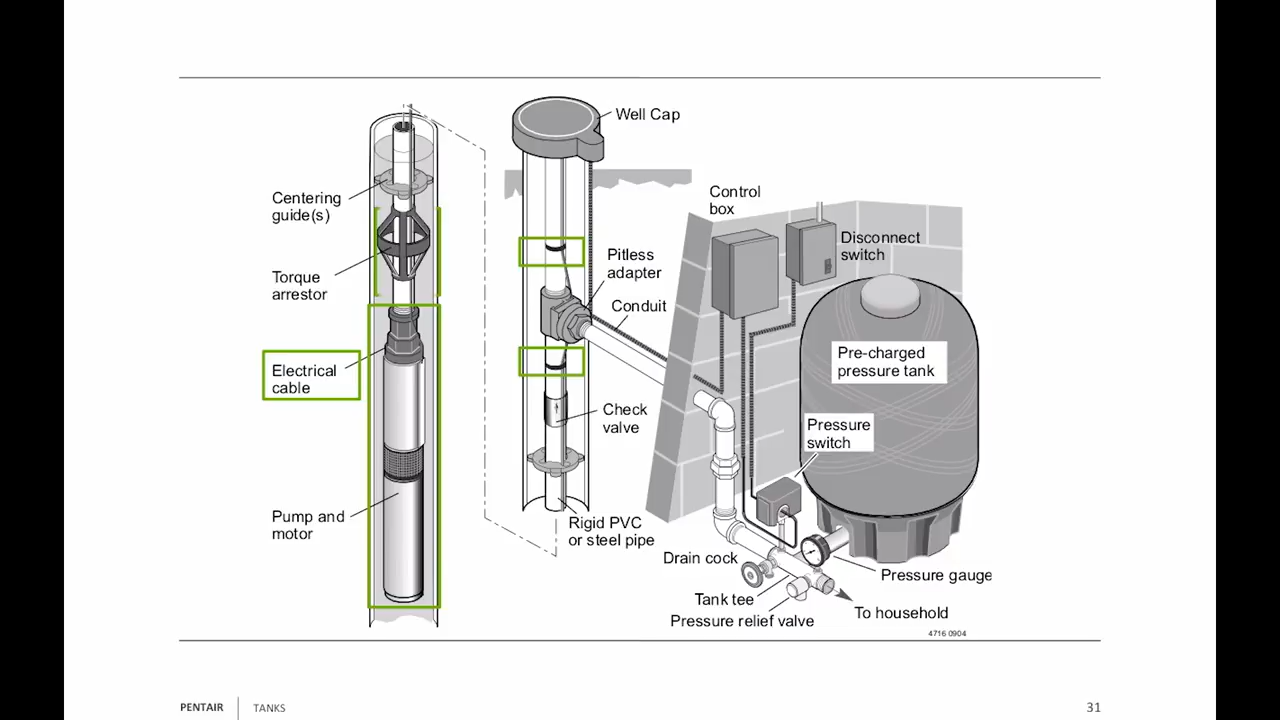 Well Cap
Centering
guide(s)
Torque
arrestor
Electrical
cable
Pump and
motor
Pitless
adapter
Conduit
Check
valve
Rigid PVC
or steel pipe
Control
box
Disconnect
switch
Pre-charged
pressure tank
Pressure
switch
Drain cock
Tank tee
Pressure relief valve
Pressure gauge
To household
4716 0904
PENTAIR
TANKS
31